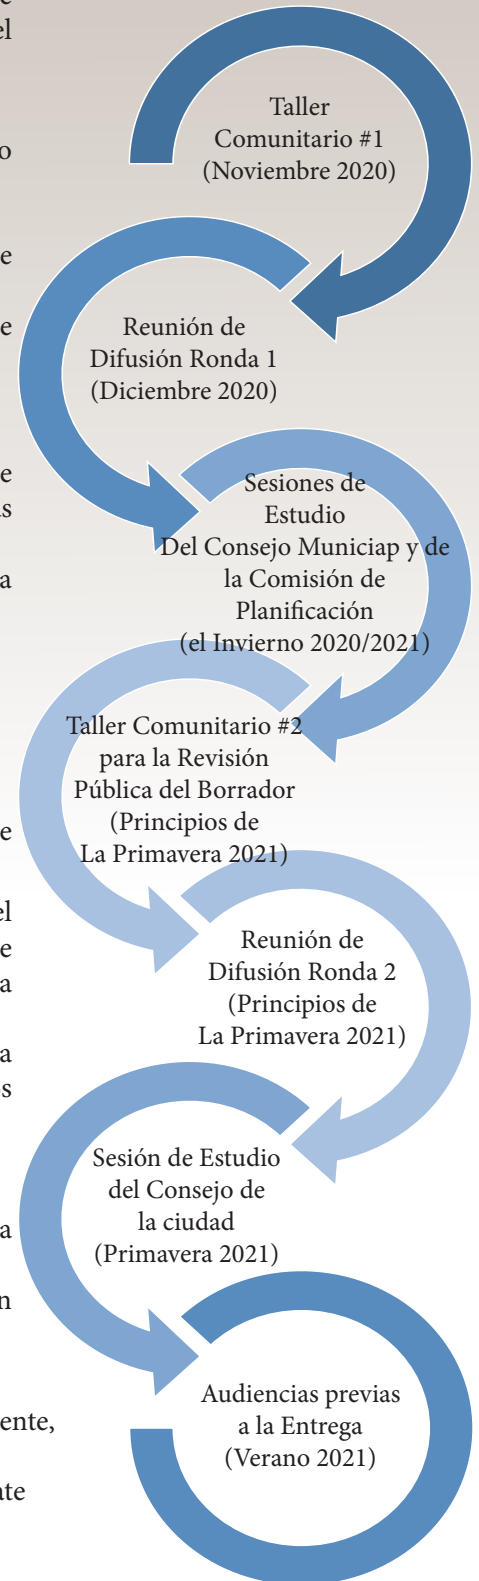 Taller
Comunitario #1
(Noviembre 2020)
Reunión de
Difusión Ronda 1
(Diciembre 2020)
Sesiones de
Estudio
Del Consejo Municiap y de
la Comisión de
Planificación
(el Invierno 2020/2021)
Taller Comunitario #2
para la Revisión
Pública del Borrador
(Principios de
La Primavera 2021)
Reunión de
Difusión Ronda 2
(Principios de
La Primavera 2021)
Sesión de Estudio
del Consejo de
la ciudad
(Primavera 2021)
Audiencias previas
a la Entrega
(Verano 2021)